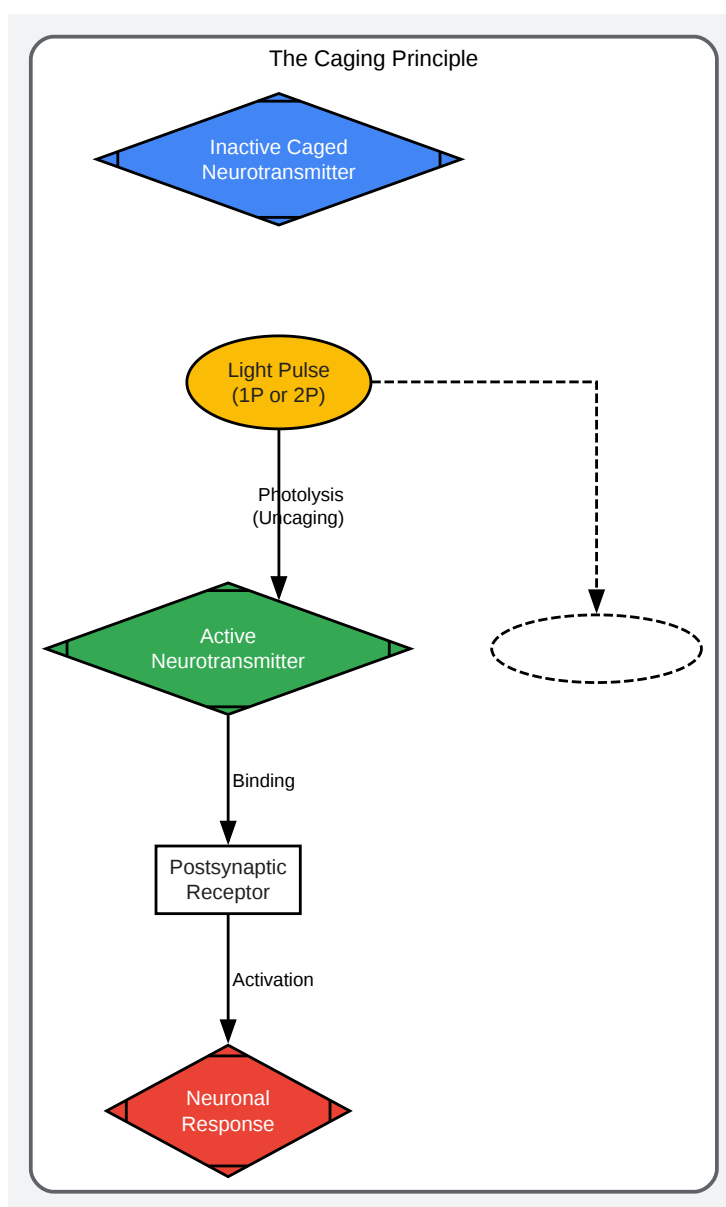 The Caging Principle
Inactive Caged
Neurotransmitter
Light Pulse
(1P or 2P)
Photolysis
(Uncaging)
Active
Neurotransmitter
Binding
Postsynaptic
Receptor
Activation
Neuronal
Response